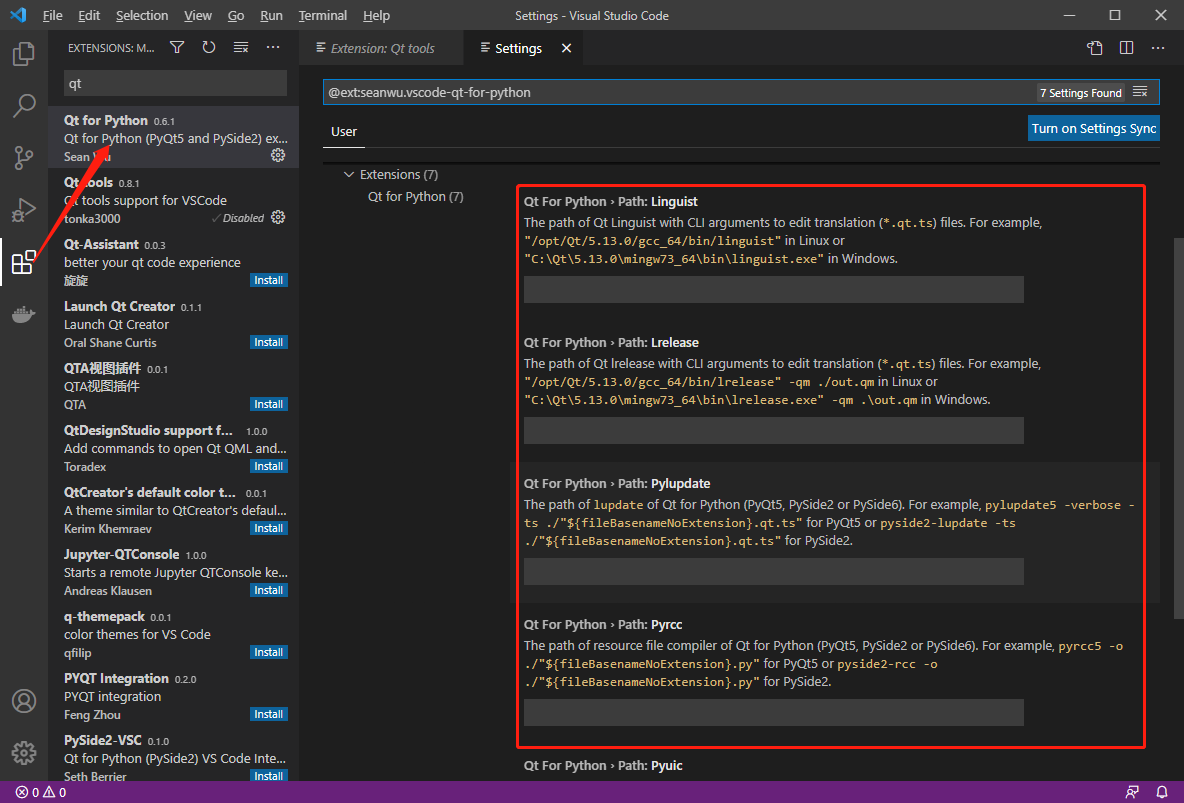 File Edit Selection View Go Run Terminal Help Settings - Visual Studio Code
EXTENSIONS: M...
qt
Qt for Python 0.6.1
Qt for Python (PyQt5 and PySide2) ex...
Sean
Qt tools 0.8.1
Qt tools support for VSCode
tonka3000 Disabled
Qt-Assistant 0.0.3
better your qt code experience
旋旋 Install
Launch Qt Creator 0.1.1
Launch Qt Creator
Oral Shane Curtis Install
QTA视图插件 0.0.1
QTA视图插件
QTA Install
QtDesignStudio support f... 1.0.0
Add commands to open Qt QML and...
Toradex Install
QtCreator's default color t... 0.0.1
A theme similar to QtCreator's defaul...
Kerim Khemraev Install
Jupyter-QTConsole 1.0.0
Starts a remote Jupyter QTConsole ke...
Andreas Klausen Install
q-themepack 0.0.1
color themes for VS Code
qfilip Install
PYQT Integration 0.2.0
PYQT integration
Feng Zhou Install
PySide2-VSC 0.1.0
Qt for Python (PySide2) VS Code Inte...
Seth Berrier Install
Extension: Qt tools Settings
@ext:seanwu.vscode-qt-for-python 7 Settings Found
User Turn on Settings Sync
Extensions (7)
Qt for Python (7)
Qt For Python › Path: Linguist
The path of Qt Linguist with CLI arguments to edit translation (*.qt.ts) files. For example,
"/opt/Qt/5.13.0/gcc_64/bin/linguist" in Linux or
"C:\Qt\5.13.0\mingw73_64\bin\linguist.exe" in Windows.
Qt For Python › Path: Lrelease
The path of Qt lrelease with CLI arguments to edit translation (*.qt.ts) files. For example,
"/opt/Qt/5.13.0/gcc_64/bin/lrelease" -qm ./out.qm in Linux or
"C:\Qt\5.13.0\mingw73_64\bin\lrelease.exe" -qm .\out.qm in Windows.
Qt For Python › Path: Pylupdate
The path of lupdate of Qt for Python (PyQt5, PySide2 or PySide6). For example, pylupdate5 -verbose -
ts ./"${fileBasenameNoExtension}.qt.ts" for PyQt5 or pyside2-lupdate -ts
./"${fileBasenameNoExtension}.qt.ts" for PySide2.
Qt For Python › Path: Pyrcc
The path of resource file compiler of Qt for Python (PyQt5, PySide2 or PySide6). For example, pyrcc5 -o
./"${fileBasenameNoExtension}.py" for PyQt5 or pyside2-rcc -o
./"${fileBasenameNoExtension}.py" for PySide2.
Qt For Python › Path: Pyuic
0 0